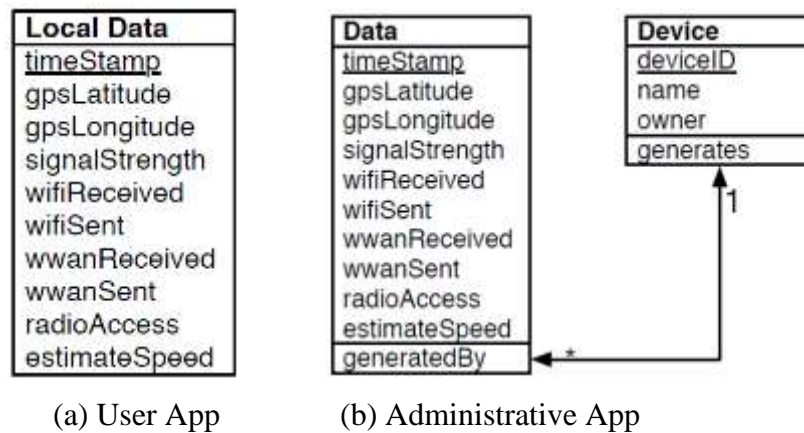 Local Data
timeStamp
gpsLatitude
gpsLongitude
signalStrength
wifiReceived
wifiSent
wwanReceived
wwanSent
radioAccess
estimateSpeed
Data
timeStamp
gpsLatitude
gpsLongitude
signalStrength
wifiReceived
wifiSent
wwanReceived
wwanSent
radioAccess
estimateSpeed
generatedBy
*
Device
deviceID
name
owner
generates
1
(a) User App
(b) Administrative App